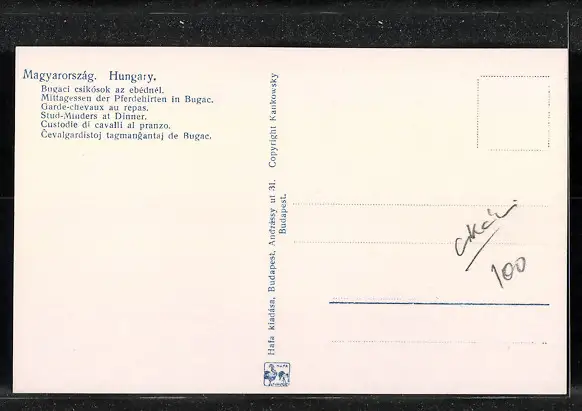 Magyarország. Hungary.
Bugaci csikósok az ebédnél.
Mittagessen der Pferdehirten in Bugac.
Garde-chevaux au repas.
Stud-Minders at Dinner.
Custodie di cavalli al pranzo.
Ĉevalgardistoj tagmanĝantaj de Bugac.
Hafa kiadása, Budapest, Andrássy ut 31. Copyright Kankowsky
Budapest.
100